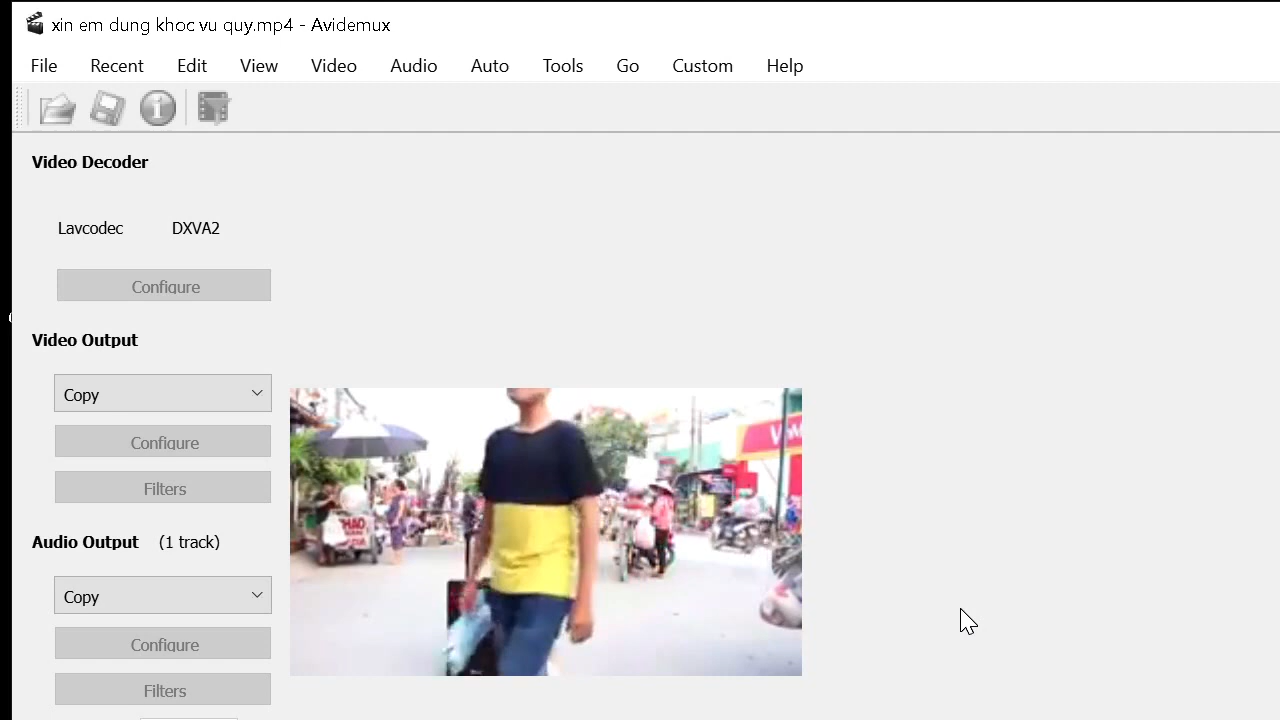 xin em dung khoc vu quy.mp4 - Avidemux
File Recent Edit View Video Audio Auto Tools Go Custom Help
Video Decoder
Lavcodec DXVA2
Configure
Video Output
Copy
Configure
Filters
Audio Output (1 track)
Copy
Configure
Filters